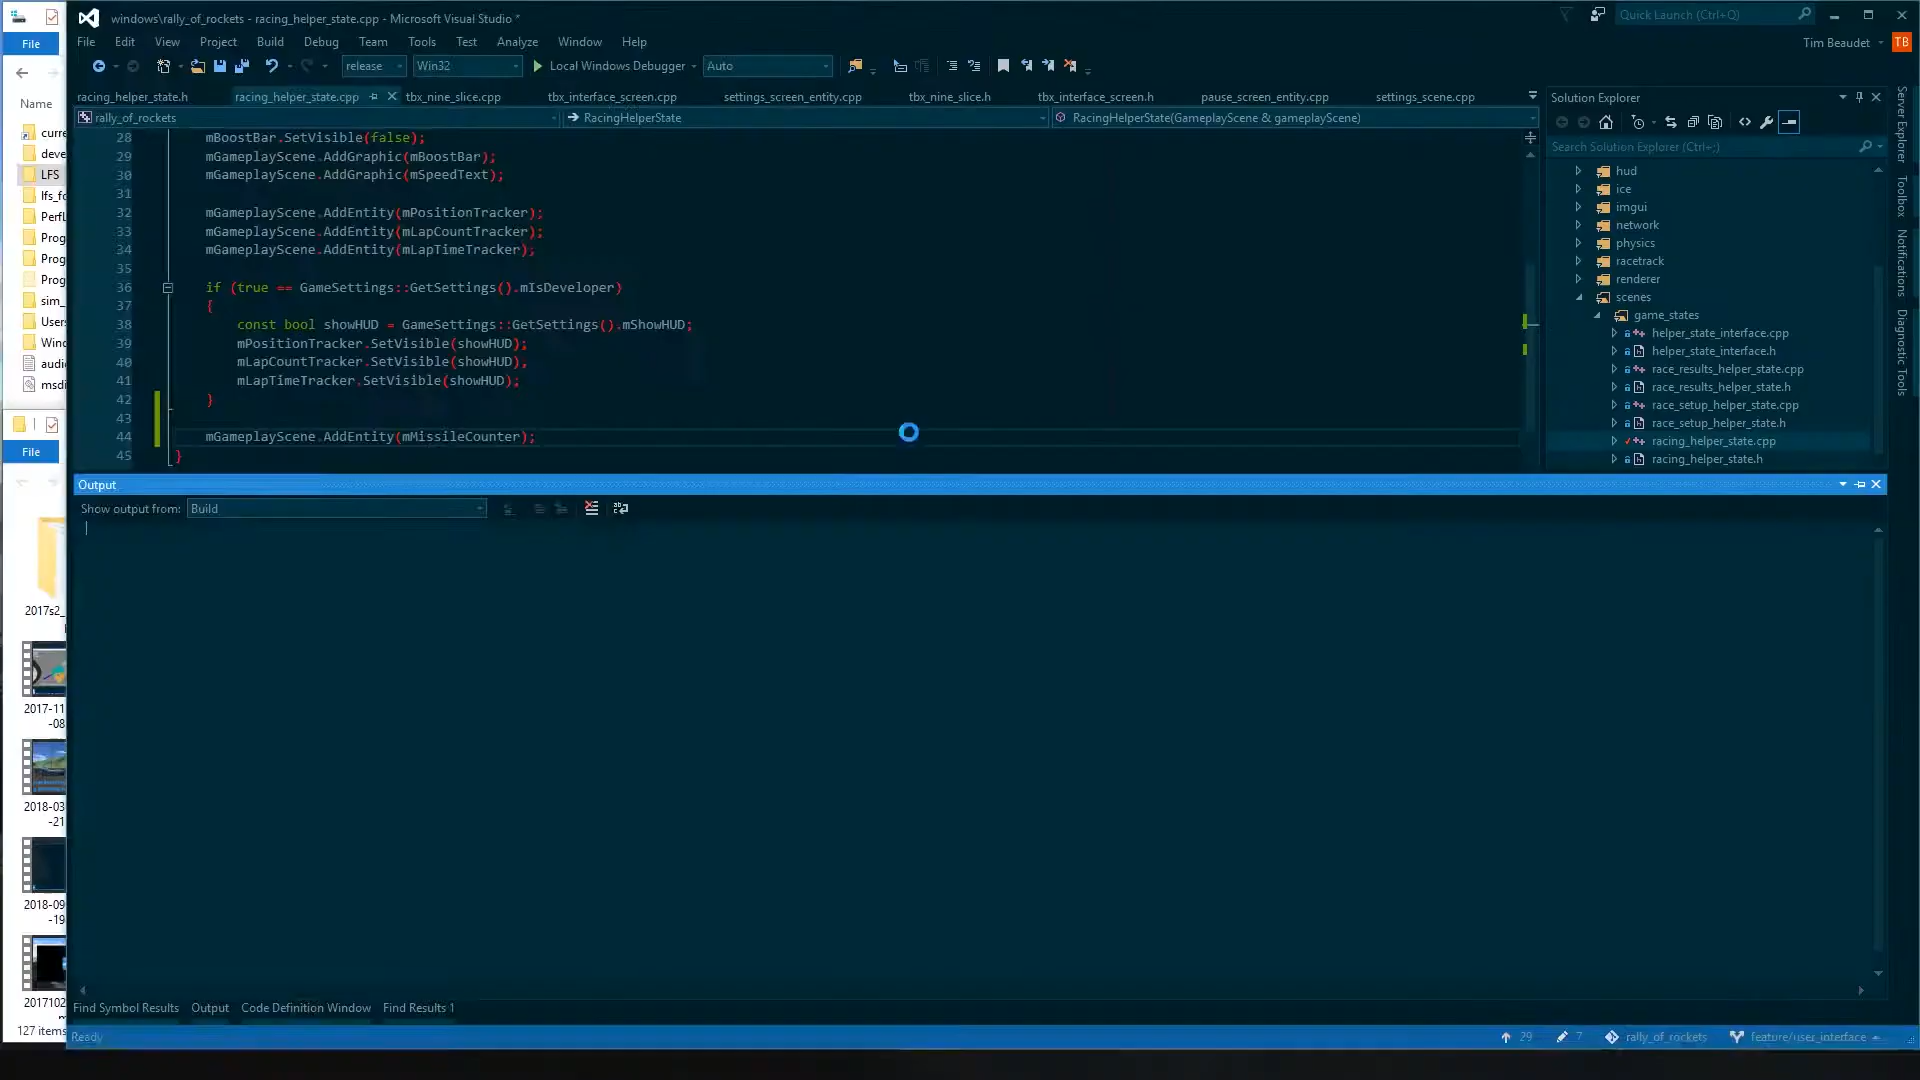 windows\rally_of_rockets - racing_helper_state.cpp - Microsoft Visual Studio *
Quick Launch (Ctrl+Q)
File
File Edit View Project Build Debug Team Tools Test Analyze Window Help
Tim Beaudet TB
release Win32 Local Windows Debugger Auto
racing_helper_state.h racing_helper_state.cpp tbx_nine_slice.cpp tbx_interface_screen.cpp settings_screen_entity.cpp tbx_nine_slice.h tbx_interface_screen.h pause_screen_entity.cpp settings_scene.cpp
rally_of_rockets RacingHelperState RacingHelperState(GameplayScene & gameplayScene)
28 mBoostBar.SetVisible(false);
29 mGameplayScene.AddGraphic(mBoostBar);
30 mGameplayScene.AddGraphic(mSpeedText);
31
32 mGameplayScene.AddEntity(mPositionTracker);
33 mGameplayScene.AddEntity(mLapCountTracker);
34 mGameplayScene.AddEntity(mLapTimeTracker);
35
36 if (true == GameSettings::GetSettings().mIsDeveloper)
37 {
38 const bool showHUD = GameSettings::GetSettings().mShowHUD;
39 mPositionTracker.SetVisible(showHUD);
40 mLapCountTracker.SetVisible(showHUD),
41 mLapTimeTracker.SetVisible(showHUD);
42 }
43
44 mGameplayScene.AddEntity(mMissileCounter);
45 }
Solution Explorer
Search Solution Explorer (Ctrl+;)
hud
ice
imgui
network
physics
racetrack
renderer
scenes
game_states
helper_state_interface.cpp
helper_state_interface.h
race_results_helper_state.cpp
race_results_helper_state.h
race_setup_helper_state.cpp
race_setup_helper_state.h
racing_helper_state.cpp
racing_helper_state.h
Server Explorer
Toolbox
Notifications
Diagnostic Tools
Name
curre
deve
LFS
lfs_fo
PerfL
Prog
Prog
Prog
sim_
Users
Wind
audio
msdi
File
2017s2_
2017-11
-08
2018-03
-21
2018-09
-19
2017102
127 items
Output
Show output from: Build
Find Symbol Results Output Code Definition Window Find Results 1
Ready
29 7 rally_of_rockets feature/user_interface